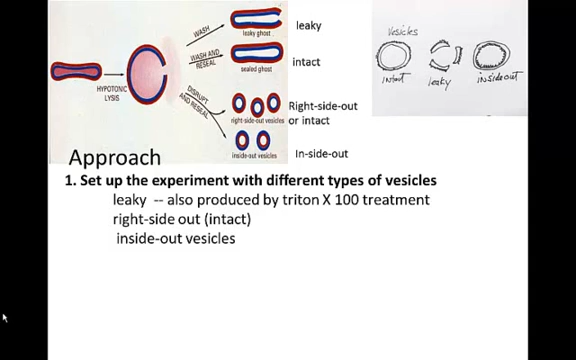 WASH
leaky ghost
leaky
WASH AND
RESEAL
sealed ghost
intact
HYPOTONIC
LYSIS
DISRUPT
AND RESEAL
right-side-out vesicles
Right-side-out
or intact
inside-out vesicles
In-side-out
Vesicles
intact
leaky
inside out
Approach
1. Set up the experiment with different types of vesicles
leaky -- also produced by triton X 100 treatment
right-side out (intact)
inside-out vesicles